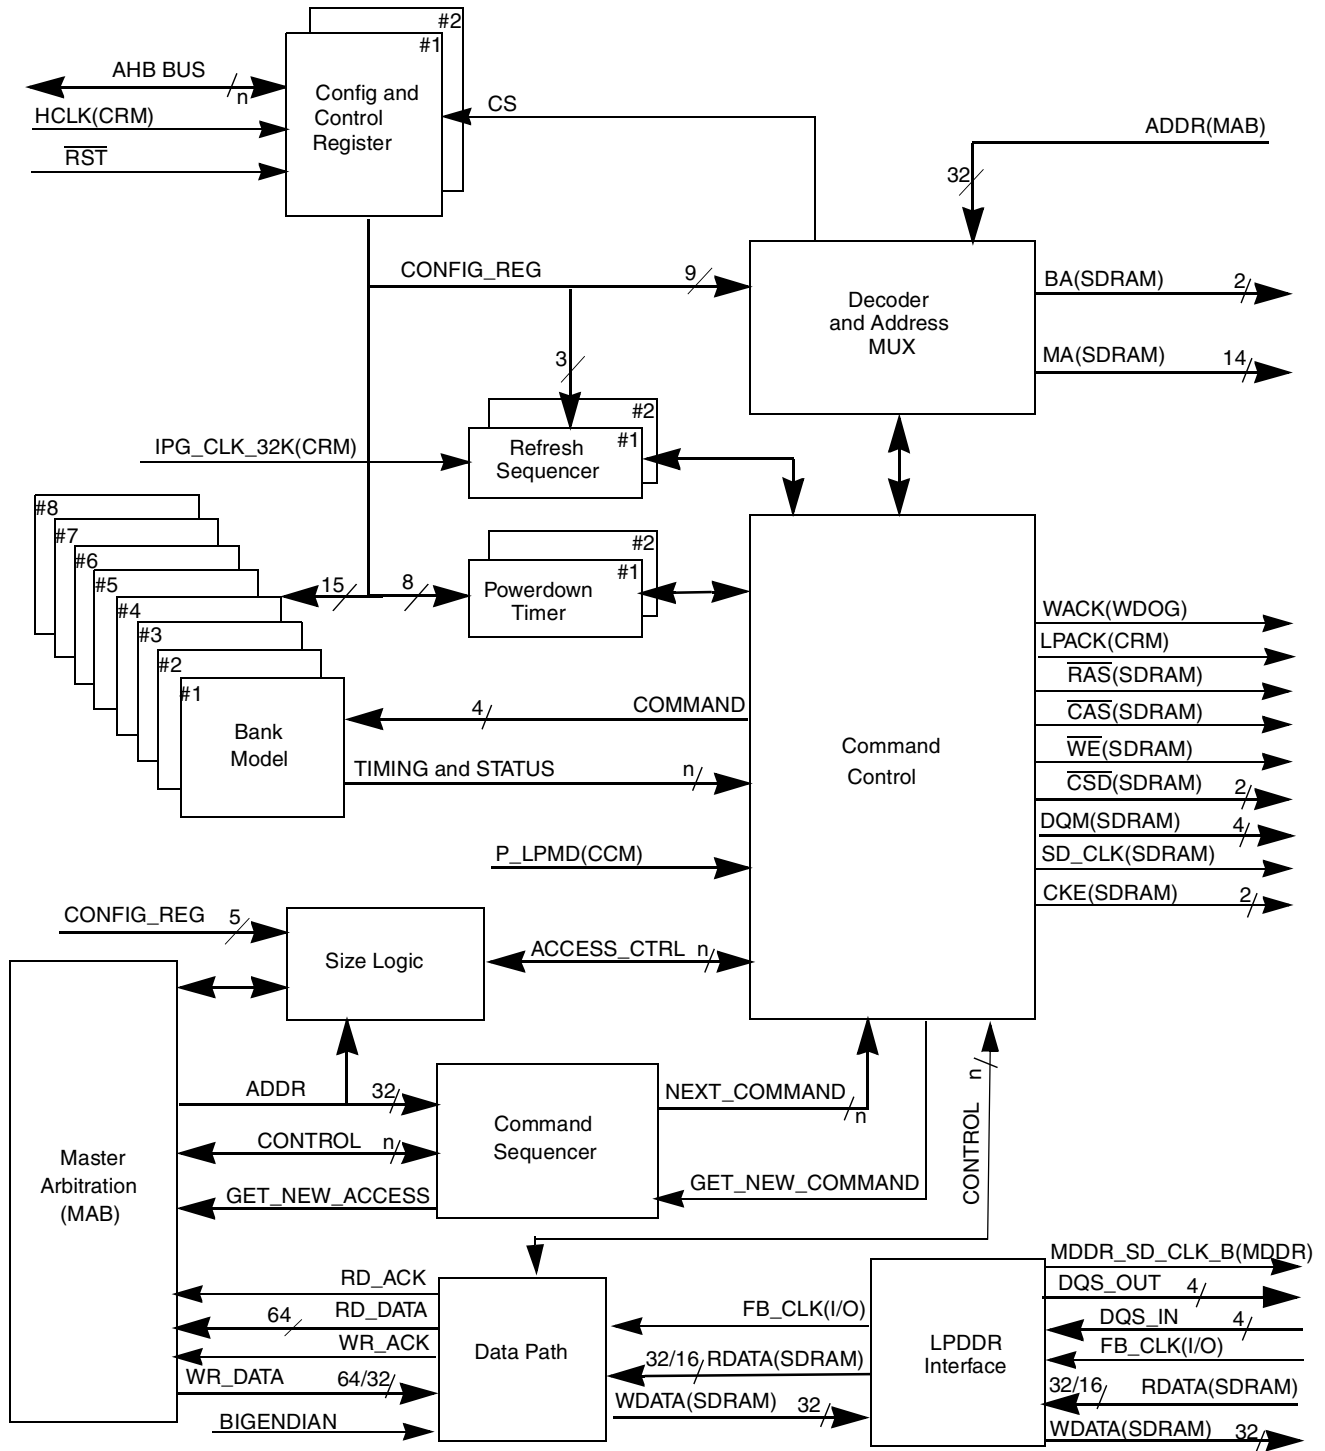 #2
#1
AHB BUS
n
Config and
Control
Register
HCLK(CRM)
RST
CS
ADDR(MAB)
32
CONFIG_REG
9
Decoder
and Address
MUX
BA(SDRAM)
2
MA(SDRAM)
14
3
#2
#1
IPG_CLK_32K(CRM)
Refresh
Sequencer
#8
#7
#6
#5
#4
#3
#2
#1
15
8
#2
#1
Powerdown
Timer
Bank
Model
4
COMMAND
TIMING and STATUS
n
P_LPMD(CCM)
Command
Control
WACK(WDOG)
LPACK(CRM)
RAS(SDRAM)
CAS(SDRAM)
WE(SDRAM)
CSD(SDRAM)
2
DQM(SDRAM)
4
SD_CLK(SDRAM)
CKE(SDRAM)
2
CONFIG_REG
5
Size Logic
ACCESS_CTRL
n
Master
Arbitration
(MAB)
ADDR
32
CONTROL
n
GET_NEW_ACCESS
Command
Sequencer
NEXT_COMMAND
n
GET_NEW_COMMAND
CONTROL
n
RD_ACK
64
RD_DATA
WR_ACK
WR_DATA
64/32
BIGENDIAN
Data Path
FB_CLK(I/O)
32/16
RDATA(SDRAM)
WDATA(SDRAM)
32
LPDDR
Interface
MDDR_SD_CLK_B(MDDR)
DQS_OUT
4
DQS_IN
4
FB_CLK(I/O)
32/16
RDATA(SDRAM)
WDATA(SDRAM)
32